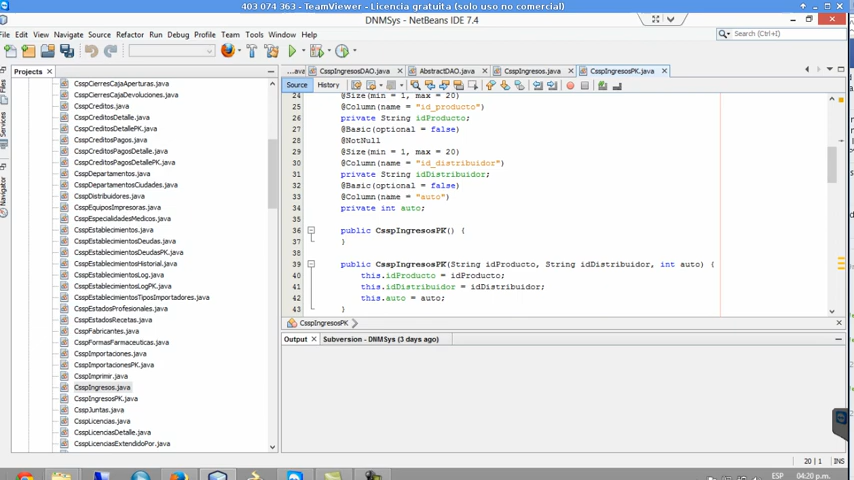 403 074 363 - TeamViewer - Licencia gratuita (solo uso no comercial)
DNMSys - NetBeans IDE 7.4
File Edit View Navigate Source Refactor Run Debug Profile Team Tools Window Help
Search (Ctrl+I)
Projects
...ava CsspIngresosDAO.java AbstractDAO.java CsspIngresos.java CsspIngresosPK.java
Source History
Files
Services
Navigator
CsspCierresCajaAperturas.java
CsspCierresCajaDevoluciones.java
CsspCreditos.java
CsspCreditosDetalle.java
CsspCreditosDetallePK.java
CsspCreditosPagos.java
CsspCreditosPagosDetalle.java
CsspCreditosPagosDetallePK.java
CsspDepartamentos.java
CsspDepartamentosCiudades.java
CsspDistribuidores.java
CsspEquiposImpresoras.java
CsspEspecialidadesMedicos.java
CsspEstablecimientos.java
CsspEstablecimientosDeudas.java
CsspEstablecimientosDeudasPK.java
CsspEstablecimientosHistorial.java
CsspEstablecimientosLog.java
CsspEstablecimientosLogPK.java
CsspEstablecimientosTiposImportadores.java
CsspEstadosProfesionales.java
CsspEstadosRecetas.java
CsspFabricantes.java
CsspFormasFarmaceuticas.java
CsspImportaciones.java
CsspImportacionesPK.java
CsspImprimir.java
CsspIngresos.java
CsspIngresosPK.java
CsspJuntas.java
CsspLicencias.java
CsspLicenciasDetalle.java
CsspLicenciasExtendidoPor.java
24 @Size(min = 1, max = 20)
25 @Column(name = "id_producto")
26 private String idProducto;
27 @Basic(optional = false)
28 @NotNull
29 @Size(min = 1, max = 20)
30 @Column(name = "id_distribuidor")
31 private String idDistribuidor;
32 @Basic(optional = false)
33 @Column(name = "auto")
34 private int auto;
35
36 public CsspIngresosPK() {
37 }
38
39 public CsspIngresosPK(String idProducto, String idDistribuidor, int auto) {
40 this.idProducto = idProducto;
41 this.idDistribuidor = idDistribuidor;
42 this.auto = auto;
43 }
CsspIngresosPK
Output Subversion - DNMSys (3 days ago)
20 | 1 INS
ESP 04:20 p.m.